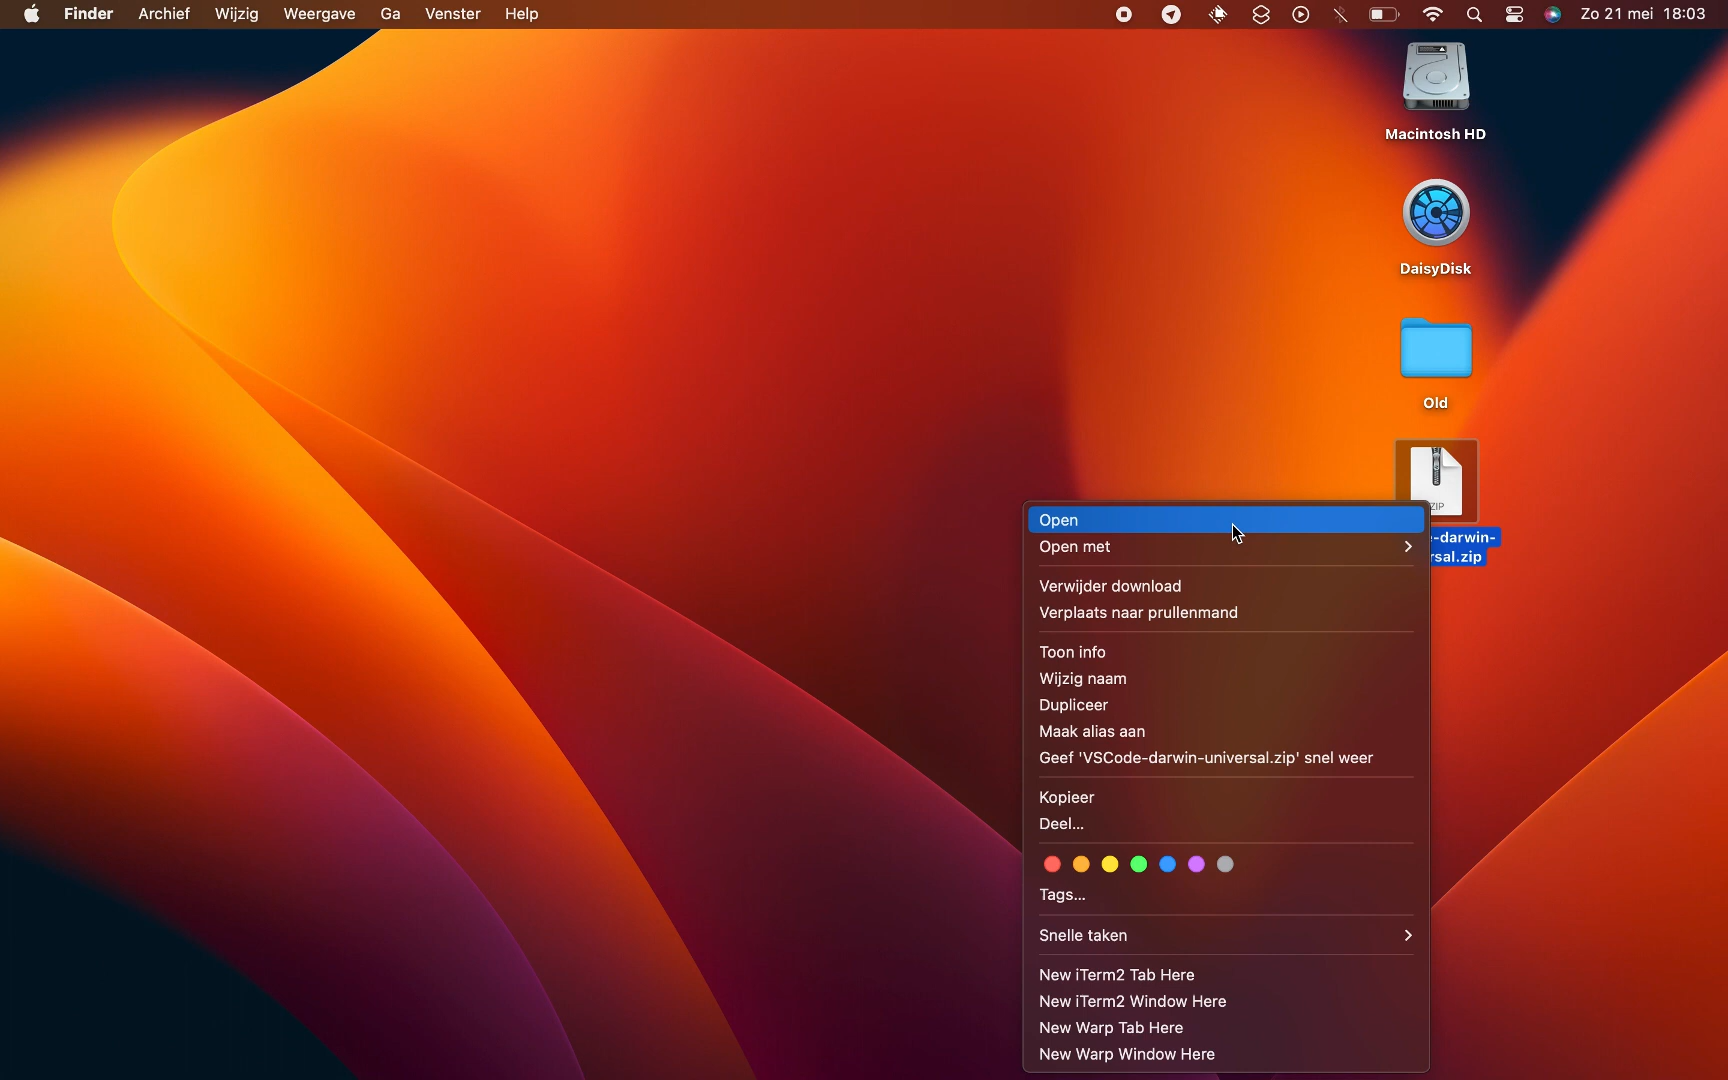 Finder Archief Wijzig Weergave Ga Venster Help Zo 21 mei 18:03
Macintosh HD
DaisyDisk
Old
ZIP
-darwin-
rsal.zip
Open
Open met
Verwijder download
Verplaats naar prullenmand
Toon info
Wijzig naam
Dupliceer
Maak alias aan
Geef 'VSCode-darwin-universal.zip' snel weer
Kopieer
Deel...
Tags...
Snelle taken
New iTerm2 Tab Here
New iTerm2 Window Here
New Warp Tab Here
New Warp Window Here